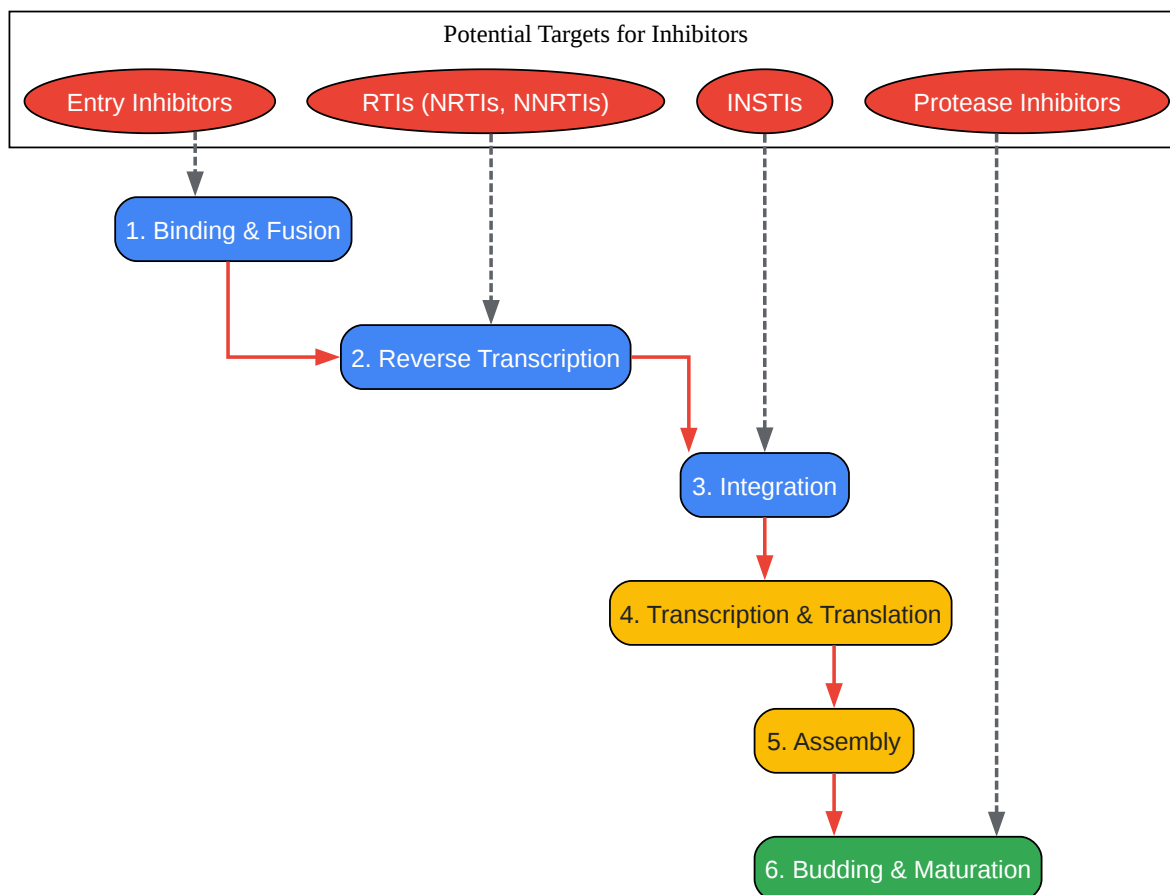 Potential Targets for Inhibitors
Entry Inhibitors
RTIs (NRTIs, NNRTIs)
INSTIs
Protease Inhibitors
1. Binding & Fusion
2. Reverse Transcription
3. Integration
4. Transcription & Translation
5. Assembly
6. Budding & Maturation